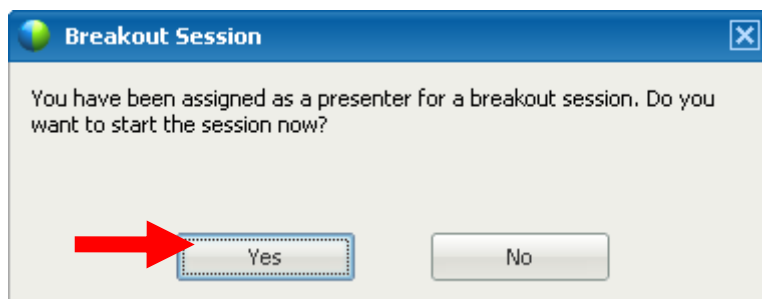 Breakout Session
You have been assigned as a presenter for a breakout session. Do you
want to start the session now?
Yes No